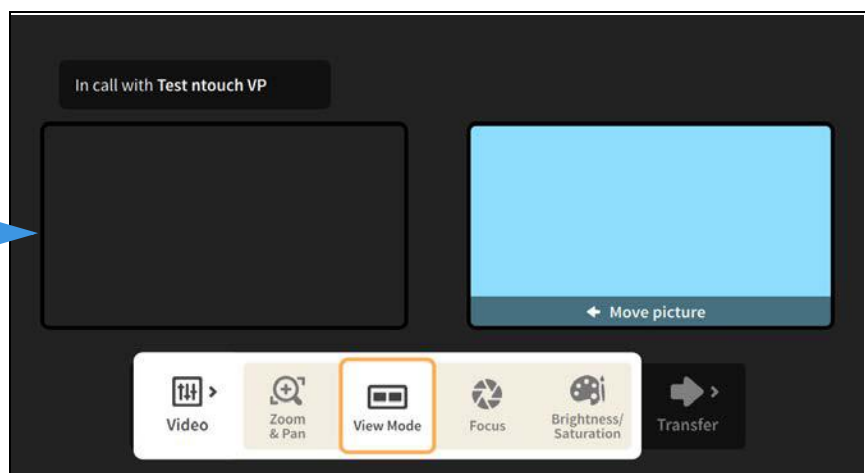 In call with Test ntouch VP
Move picture
Video
Zoom
& Pan
View Mode
Focus
Brightness/
Saturation
Transfer